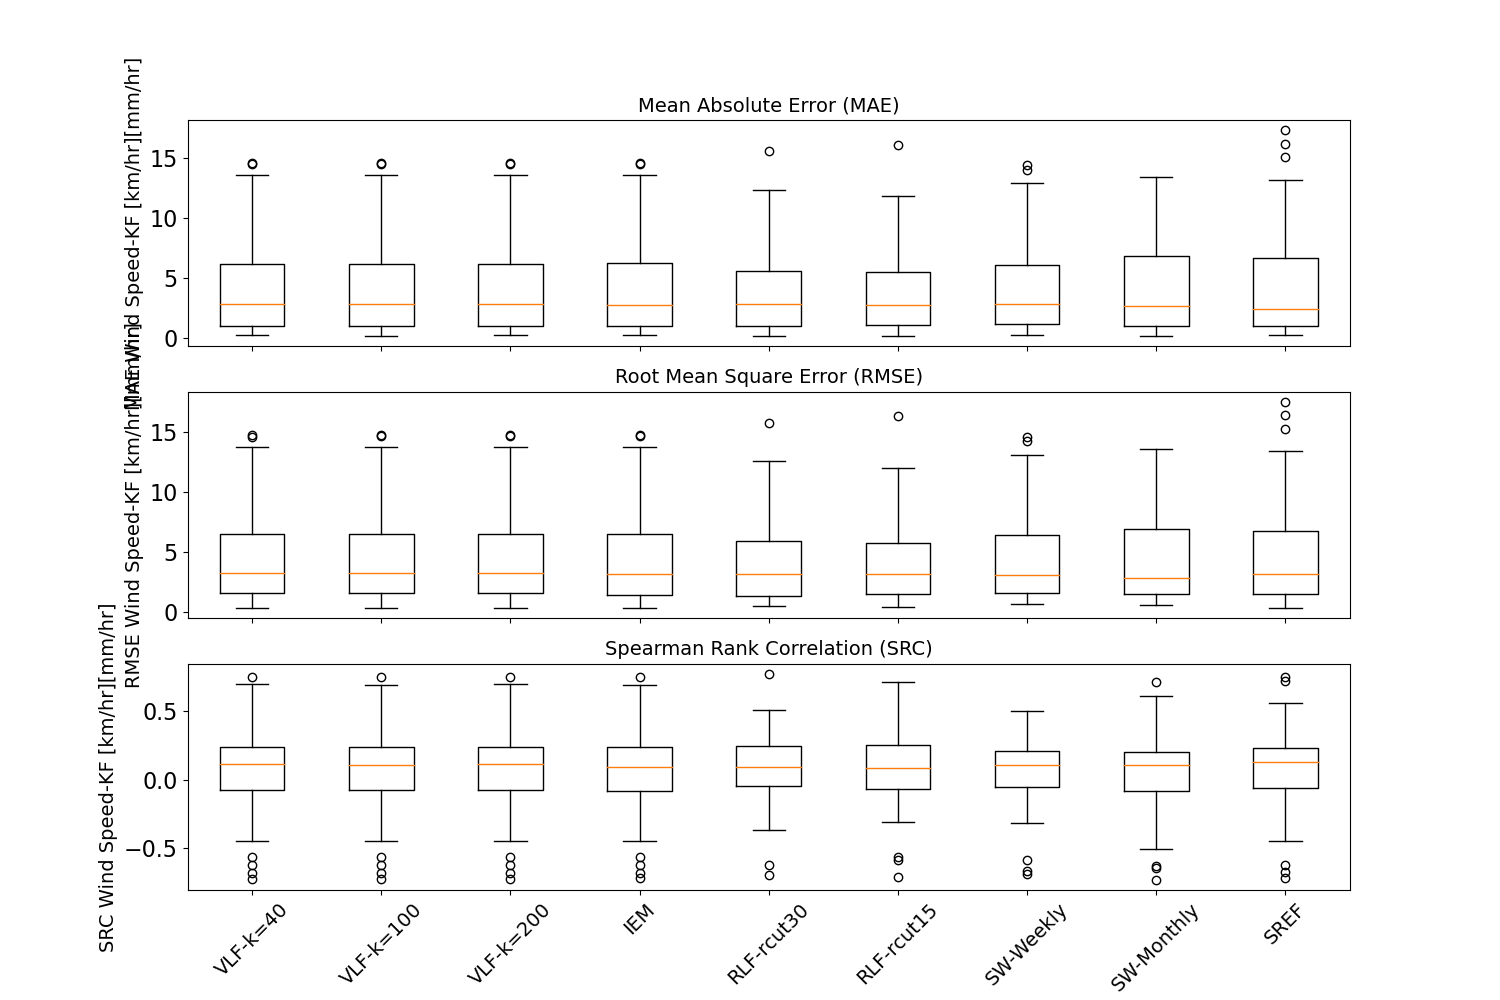 Mean Absolute Error (MAE)
MAE Wind Speed-KF [km/hr][mm/hr]
15
10
5
0
Root Mean Square Error (RMSE)
RMSE Wind Speed-KF [km/hr][mm/hr]
15
10
5
0
Spearman Rank Correlation (SRC)
SRC Wind Speed-KF [km/hr][mm/hr]
0.5
0.0
−0.5
VLF-k=40
VLF-k=100
VLF-k=200
IEM
RLF-rcut30
RLF-rcut15
SW-Weekly
SW-Monthly
SREF